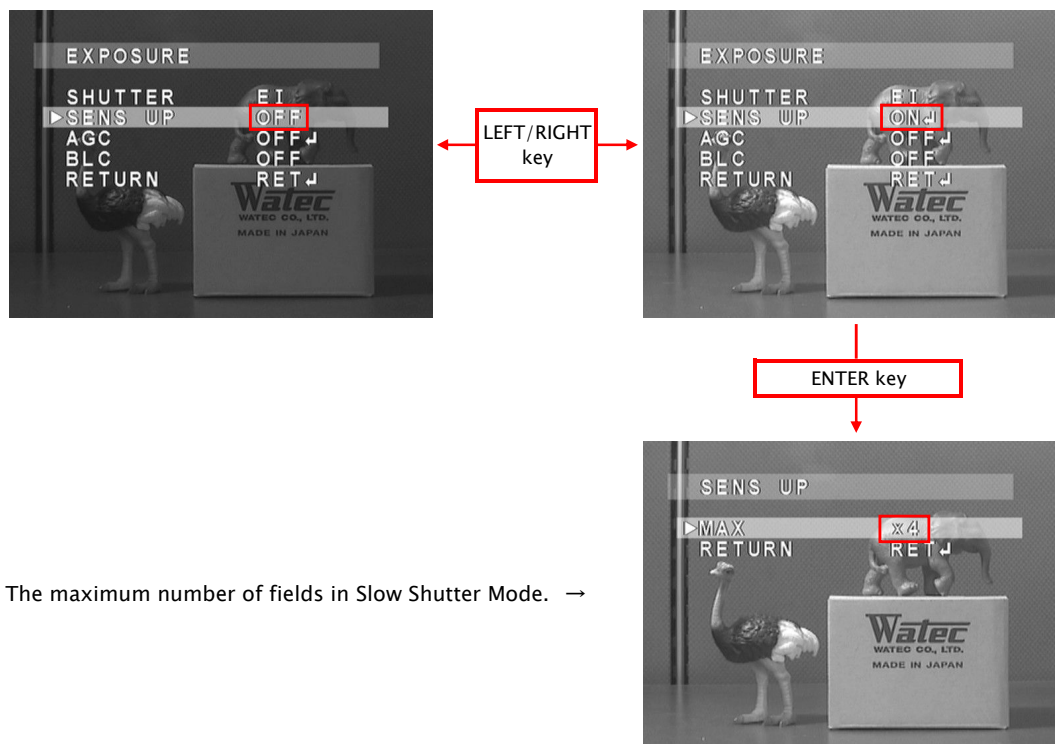 EXPOSURE
SHUTTER EI
▷SENS UP OFF
AGC OFF↲
BLC OFF
RETURN RET↲
Watec
WATEC CO., LTD.
MADE IN JAPAN
LEFT/RIGHT
key
EXPOSURE
SHUTTER EI
▷SENS UP ON↲
AGC OFF↲
BLC OFF
RETURN RET↲
Watec
WATEC CO., LTD.
MADE IN JAPAN
ENTER key
SENS UP
▷MAX x4
RETURN RET↲
The maximum number of fields in Slow Shutter Mode. →
Watec
WATEC CO., LTD.
MADE IN JAPAN